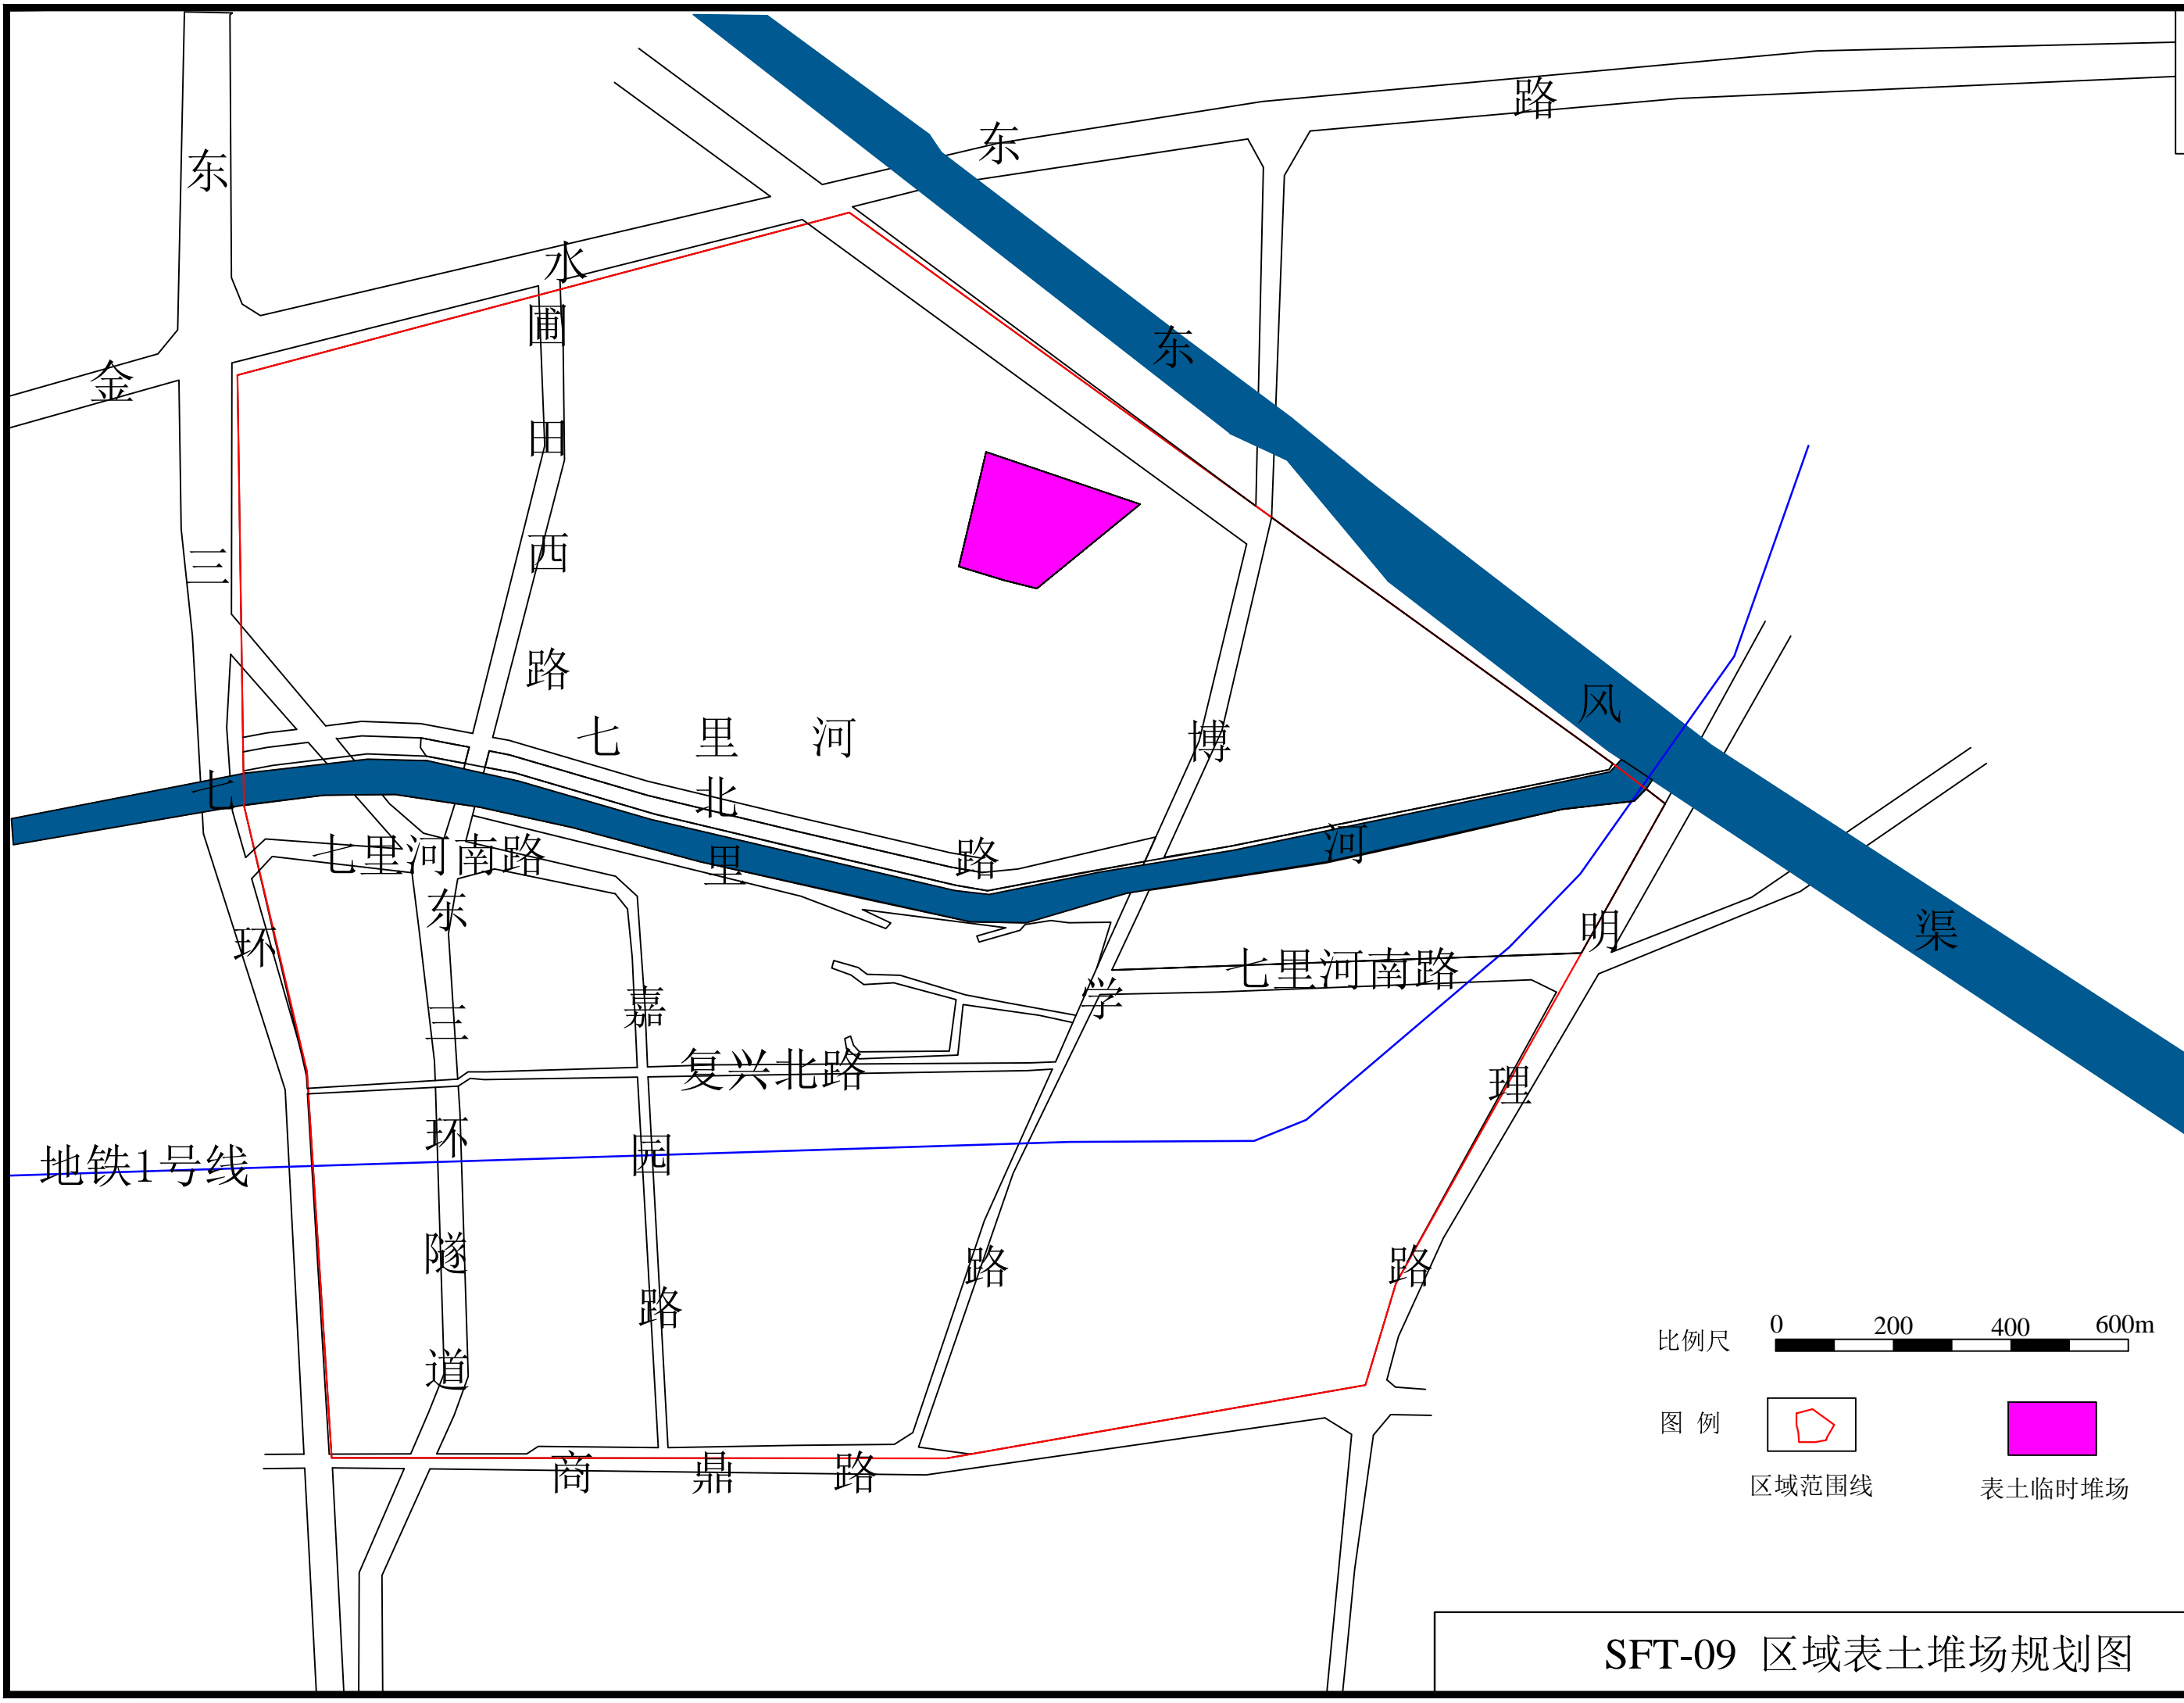 金水东路
东三环
圃田西路
东风渠
七里河北路
七里河
七里河南路
七里河南路
博学路
明理路
东三环隧道
嘉园路
复兴北路
地铁1号线
商鼎路
比例尺 0 200 400 600m
图 例
区域范围线
表土临时堆场
SFT-09 区域表土堆场规划图